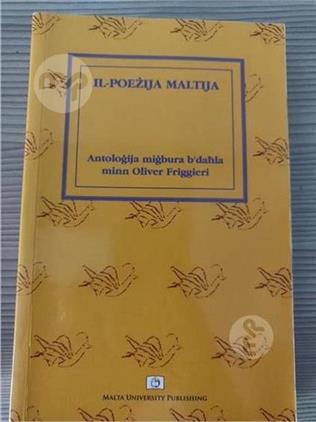 IL-POEŻIJA MALTIJA
Antoloġija miġbura b'daħla
minn Oliver Friggieri
MALTA UNIVERSITY PUBLISHING